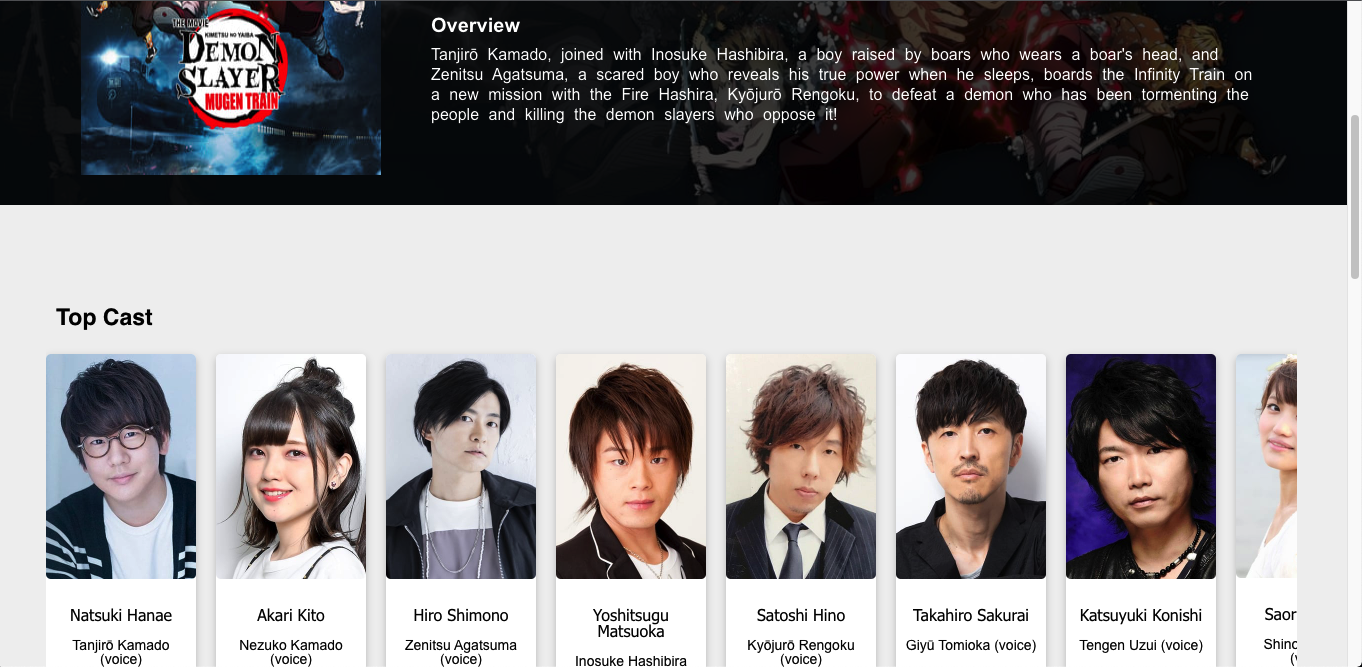 THE MOVIE
KIMETSU NO YAIBA
DEMON
SLAYER
MUGEN TRAIN
Overview
Tanjirō Kamado, joined with Inosuke Hashibira, a boy raised by boars who wears a boar's head, and
Zenitsu Agatsuma, a scared boy who reveals his true power when he sleeps, boards the Infinity Train on
a new mission with the Fire Hashira, Kyōjurō Rengoku, to defeat a demon who has been tormenting the
people and killing the demon slayers who oppose it!
Top Cast
Natsuki Hanae
Tanjirō Kamado
(voice)
Akari Kito
Nezuko Kamado
(voice)
Hiro Shimono
Zenitsu Agatsuma
(voice)
Yoshitsugu
Matsuoka
Inosuke Hashibira
Satoshi Hino
Kyōjurō Rengoku
(voice)
Takahiro Sakurai
Giyū Tomioka (voice)
Katsuyuki Konishi
Tengen Uzui (voice)
Saor